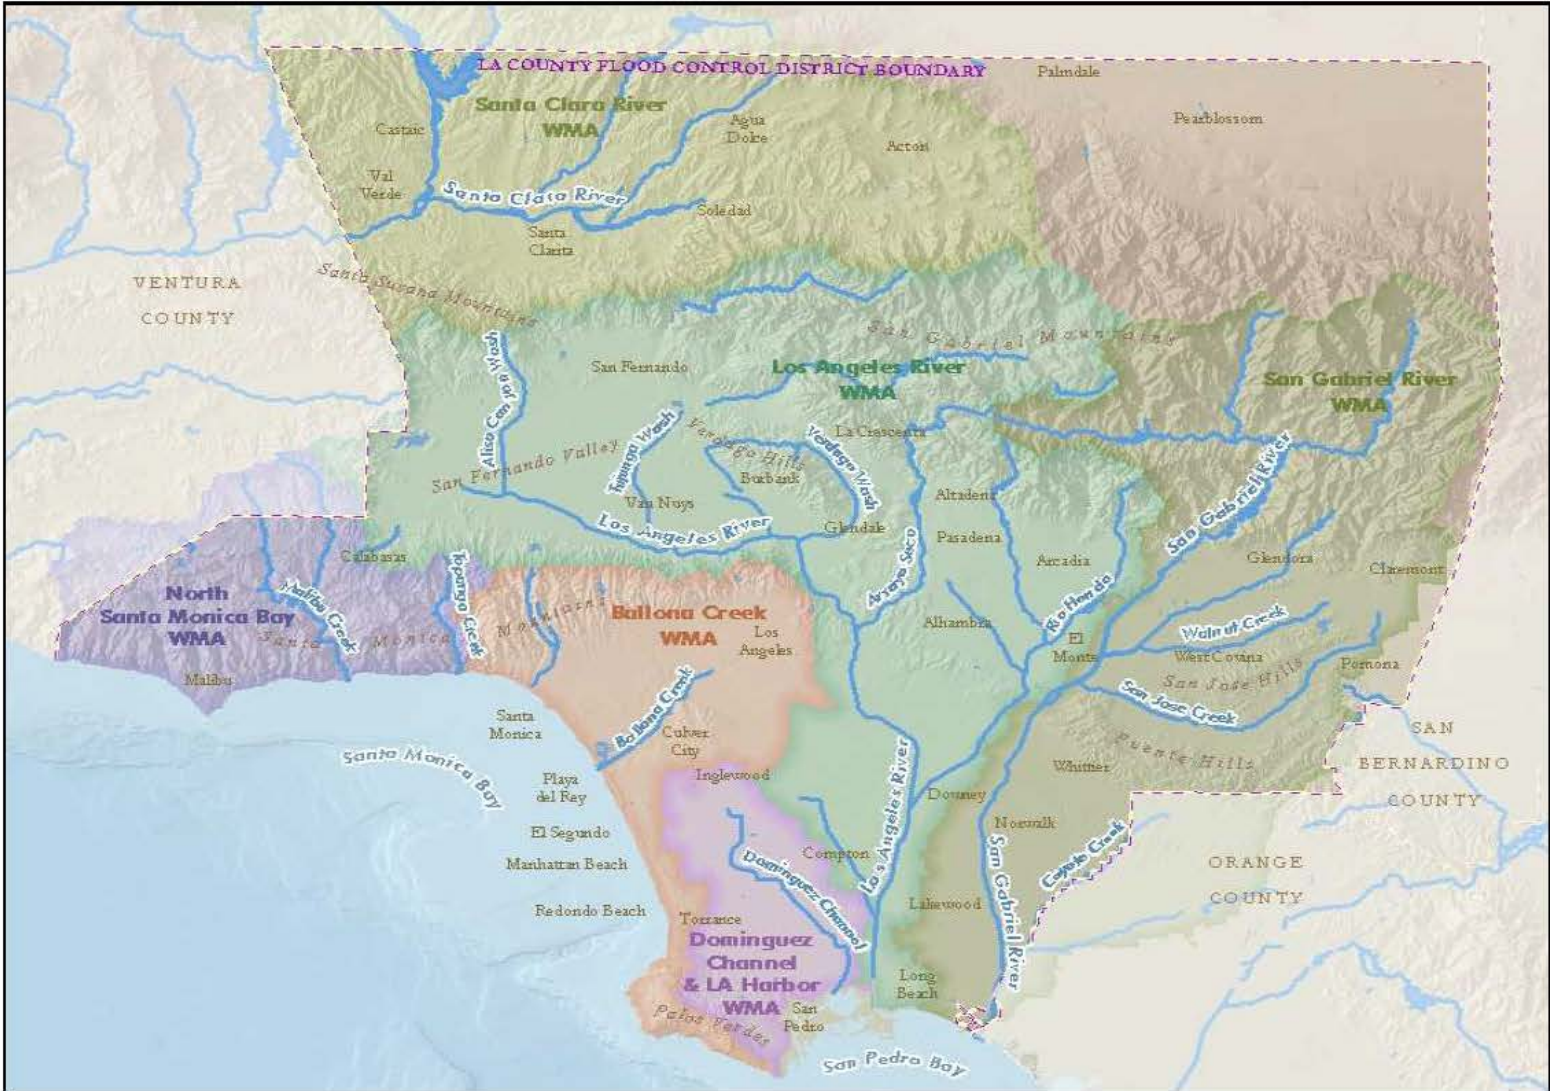 LA COUNTY FLOOD CONTROL DISTRICT BOUNDARY
Palmdale
Pearblossom
Santa Clara River
WMA
Castaic
Agua
Dolce
Acton
Val
Verde
Santa Clara River
Soledad
Santa
Clarita
VENTURA
COUNTY
Santa Susana Mountains
San Gabriel Mountains
Aliso Canyon Wash
San Fernando
Los Angeles River
WMA
San Gabriel River
WMA
La Crescenta
Tujunga Wash
Verdugo Hills
Verdugo Wash
San Fernando Valley
Burbank
San Gabriel River
Van Nuys
Altadena
Los Angeles River
Glendale
Pasadena
Arroyo Seco
Arcadia
Glendora
Claremont
Calabasas
Topanga Creek
North
Santa Monica Bay
WMA
Malibu Creek
Santa Monica Mountains
Ballona Creek
WMA
Los
Angeles
Alhambra
Rio Hondo
El
Monte
Walnut Creek
West Covina
San Jose Hills
Pomona
Malibu
San Jose Creek
Santa
Monica
Ballona Creek
Culver
City
Puente Hills
SAN
BERNARDINO
COUNTY
Santa Monica Bay
Inglewood
Whittier
Playa
del Rey
Downey
Los Angeles River
El Segundo
Norwalk
Manhattan Beach
Compton
Dominguez Channel
San Gabriel River
Coyote Creek
ORANGE
COUNTY
Redondo Beach
Torrance
Lakewood
Dominguez
Channel
& LA Harbor
WMA
Long
Beach
San
Pedro
Palos Verdes
San Pedro Bay